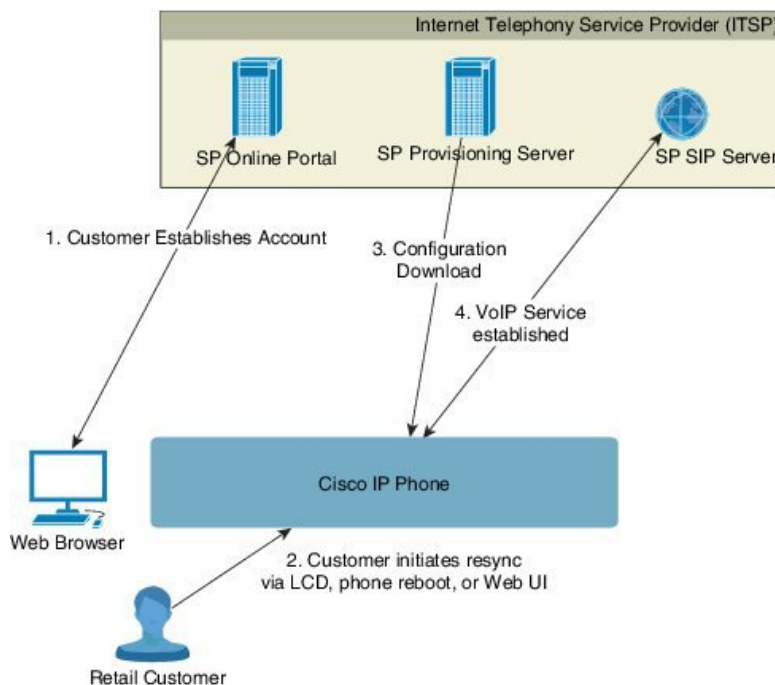 Internet Telephony Service Provider (ITSP)
SP Online Portal
SP Provisioning Server
SP SIP Server
1. Customer Establishes Account
3. Configuration
Download
4. VoIP Service
established
Cisco IP Phone
Web Browser
2. Customer initiates resync
via LCD, phone reboot, or Web UI
Retail Customer